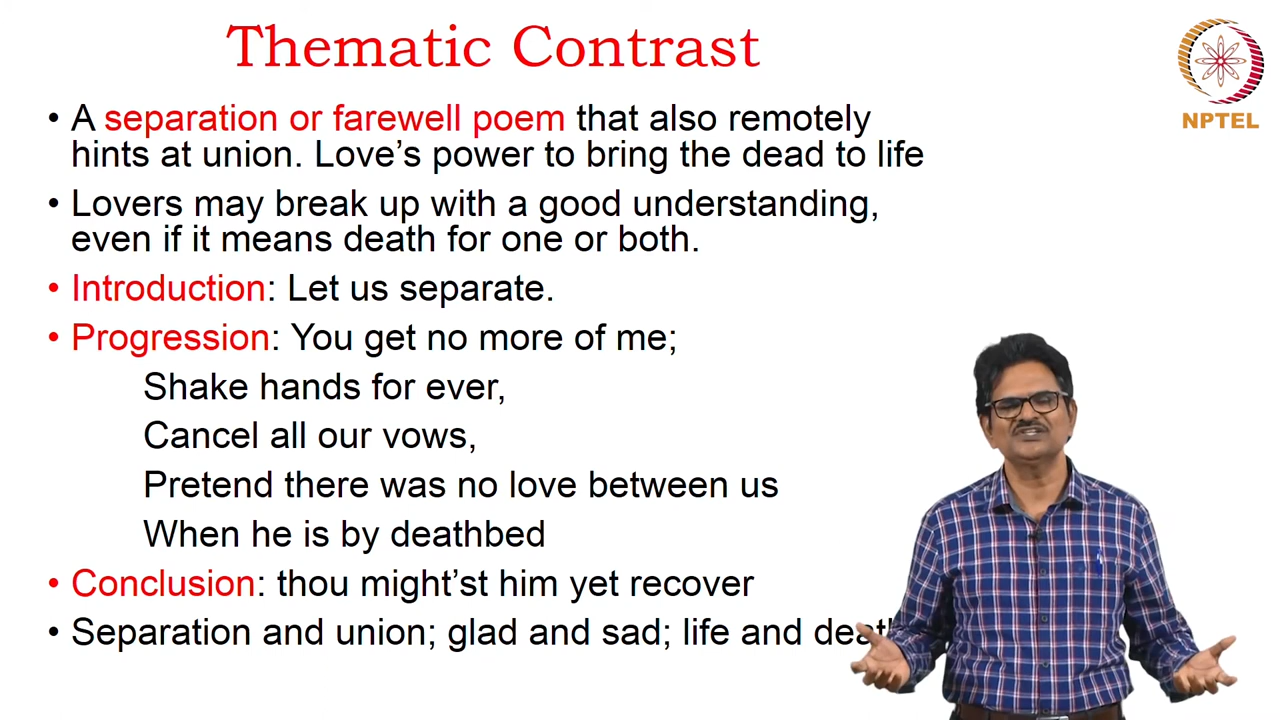 Thematic Contrast
NPTEL
• A separation or farewell poem that also remotely
hints at union. Love’s power to bring the dead to life
• Lovers may break up with a good understanding,
even if it means death for one or both.
• Introduction: Let us separate.
• Progression: You get no more of me;
Shake hands for ever,
Cancel all our vows,
Pretend there was no love between us
When he is by deathbed
• Conclusion: thou might’st him yet recover
• Separation and union; glad and sad; life and death